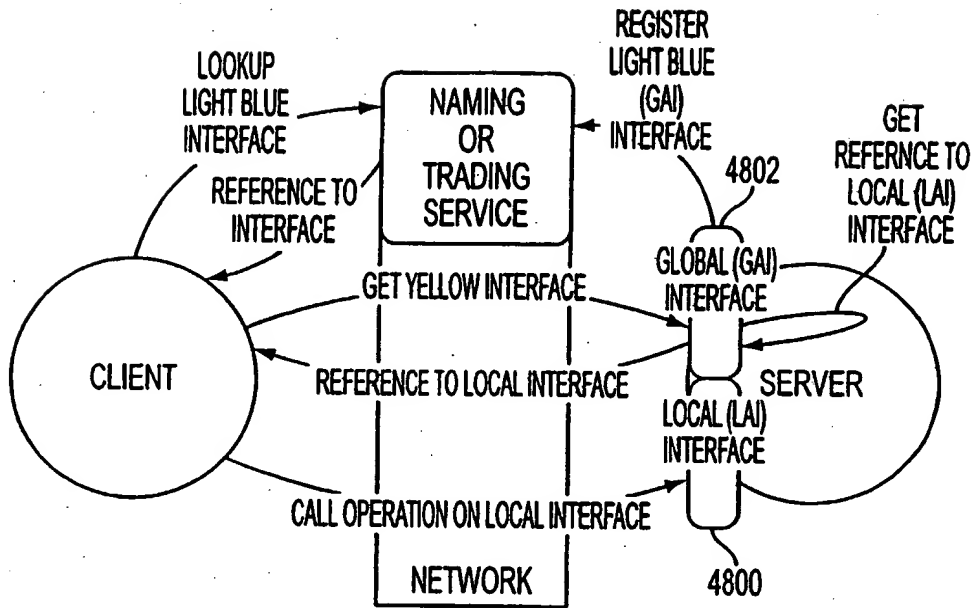 LOOKUP
LIGHT BLUE
INTERFACE
NAMING
OR
TRADING
SERVICE
REGISTER
LIGHT BLUE
(GAI)
INTERFACE
GET
REFERNCE TO
LOCAL (LAI)
INTERFACE
4802
REFERENCE TO
INTERFACE
GLOBAL (GAI)
INTERFACE
GET YELLOW INTERFACE
CLIENT
REFERENCE TO LOCAL INTERFACE
SERVER
LOCAL (LAI)
INTERFACE
CALL OPERATION ON LOCAL INTERFACE
NETWORK
4800